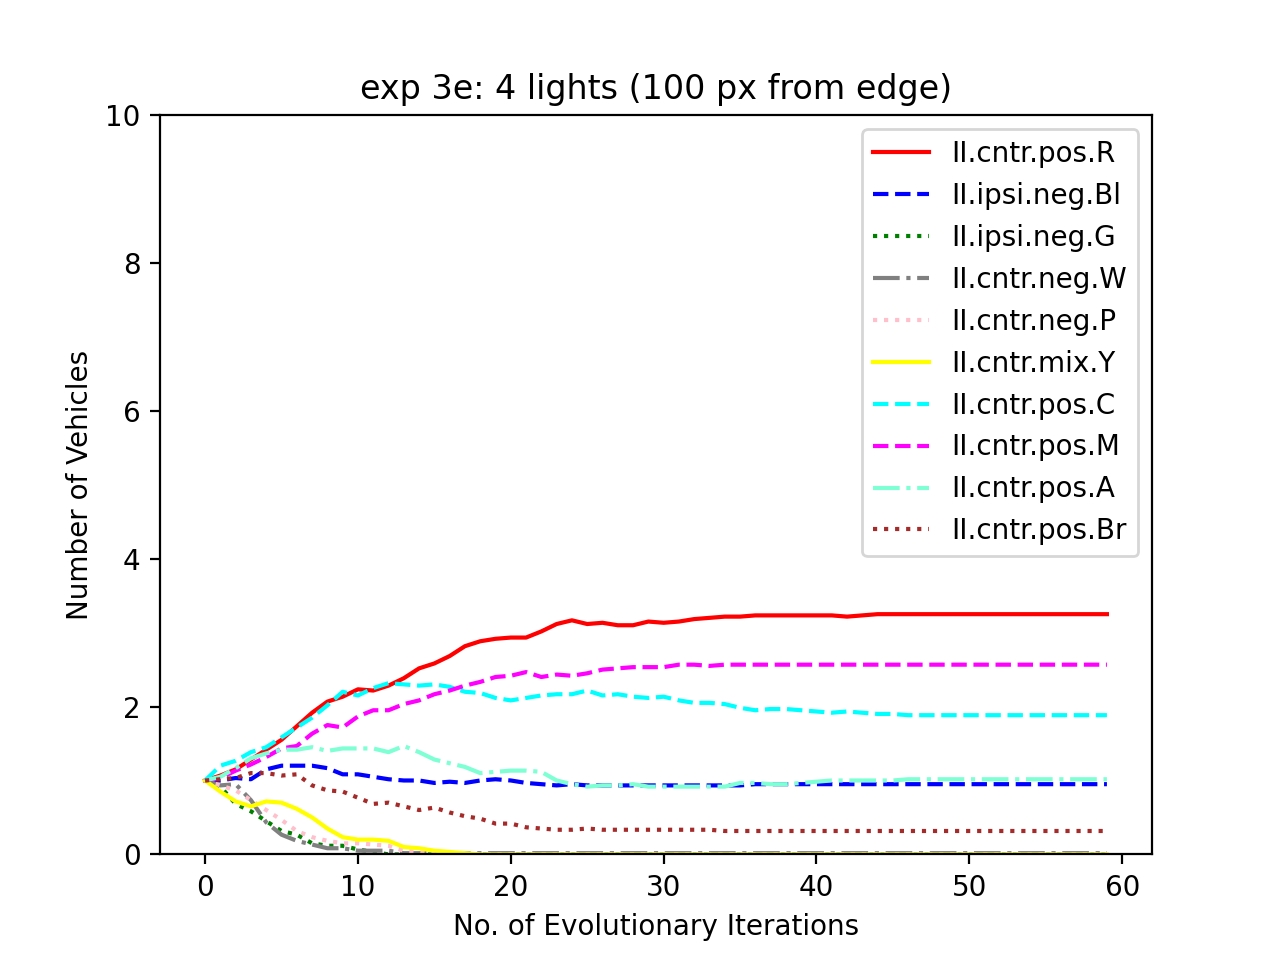 exp 3e: 4 lights (100 px from edge)
10
8
6
4
2
0
Number of Vehicles
II.cntr.pos.R
II.ipsi.neg.Bl
II.ipsi.neg.G
II.cntr.neg.W
II.cntr.neg.P
II.cntr.mix.Y
II.cntr.pos.C
II.cntr.pos.M
II.cntr.pos.A
II.cntr.pos.Br
0 10 20 30 40 50 60
No. of Evolutionary Iterations